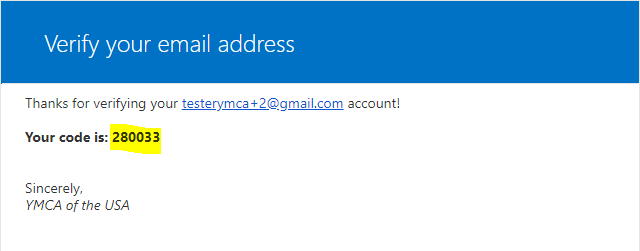 Verify your email address
Thanks for verifying your testerymca+2@gmail.com account!
Your code is: 280033
Sincerely,
YMCA of the USA